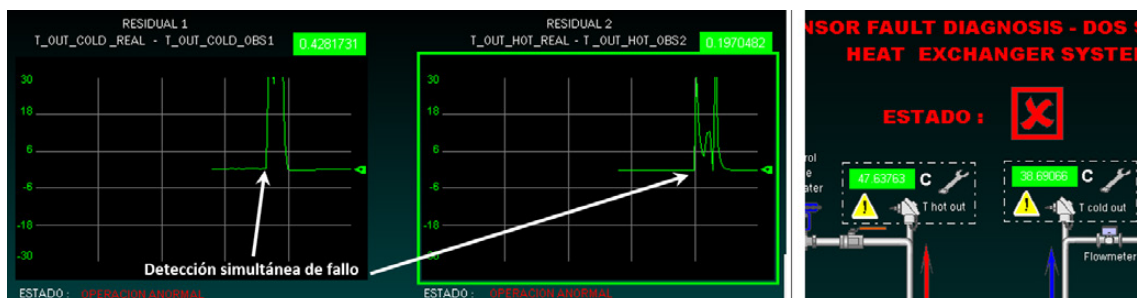 RESIDUAL 1
T_OUT_COLD_REAL - T_OUT_COLD_OBS1
0.4281731
30
18
6
-6
-18
-30
ESTADO : OPERACION ANORMAL
RESIDUAL 2
T_OUT_HOT_REAL - T_OUT_HOT_OBS2
0.1970482
30
18
6
-6
-18
-30
ESTADO : OPERACION ANORMAL
Detección simultánea de fallo
NSOR FAULT DIAGNOSIS - DOS S
HEAT EXCHANGER SYSTE
ESTADO :
47.63763 C
T hot out
38.69066 C
T cold out
Flowmeter